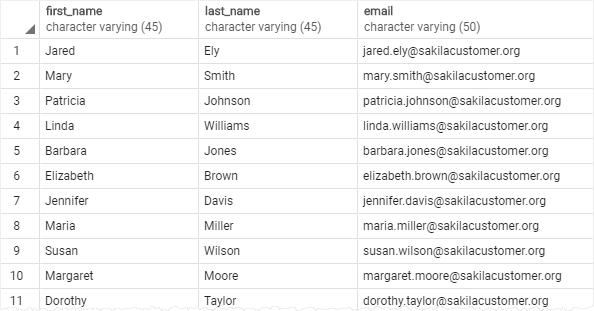 first_name last_name email
character varying (45) character varying (45) character varying (50)
1 Jared Ely jared.ely@sakilacustomer.org
2 Mary Smith mary.smith@sakilacustomer.org
3 Patricia Johnson patricia.johnson@sakilacustomer.org
4 Linda Williams linda.williams@sakilacustomer.org
5 Barbara Jones barbara.jones@sakilacustomer.org
6 Elizabeth Brown elizabeth.brown@sakilacustomer.org
7 Jennifer Davis jennifer.davis@sakilacustomer.org
8 Maria Miller maria.miller@sakilacustomer.org
9 Susan Wilson susan.wilson@sakilacustomer.org
10 Margaret Moore margaret.moore@sakilacustomer.org
11 Dorothy Taylor dorothy.taylor@sakilacustomer.org